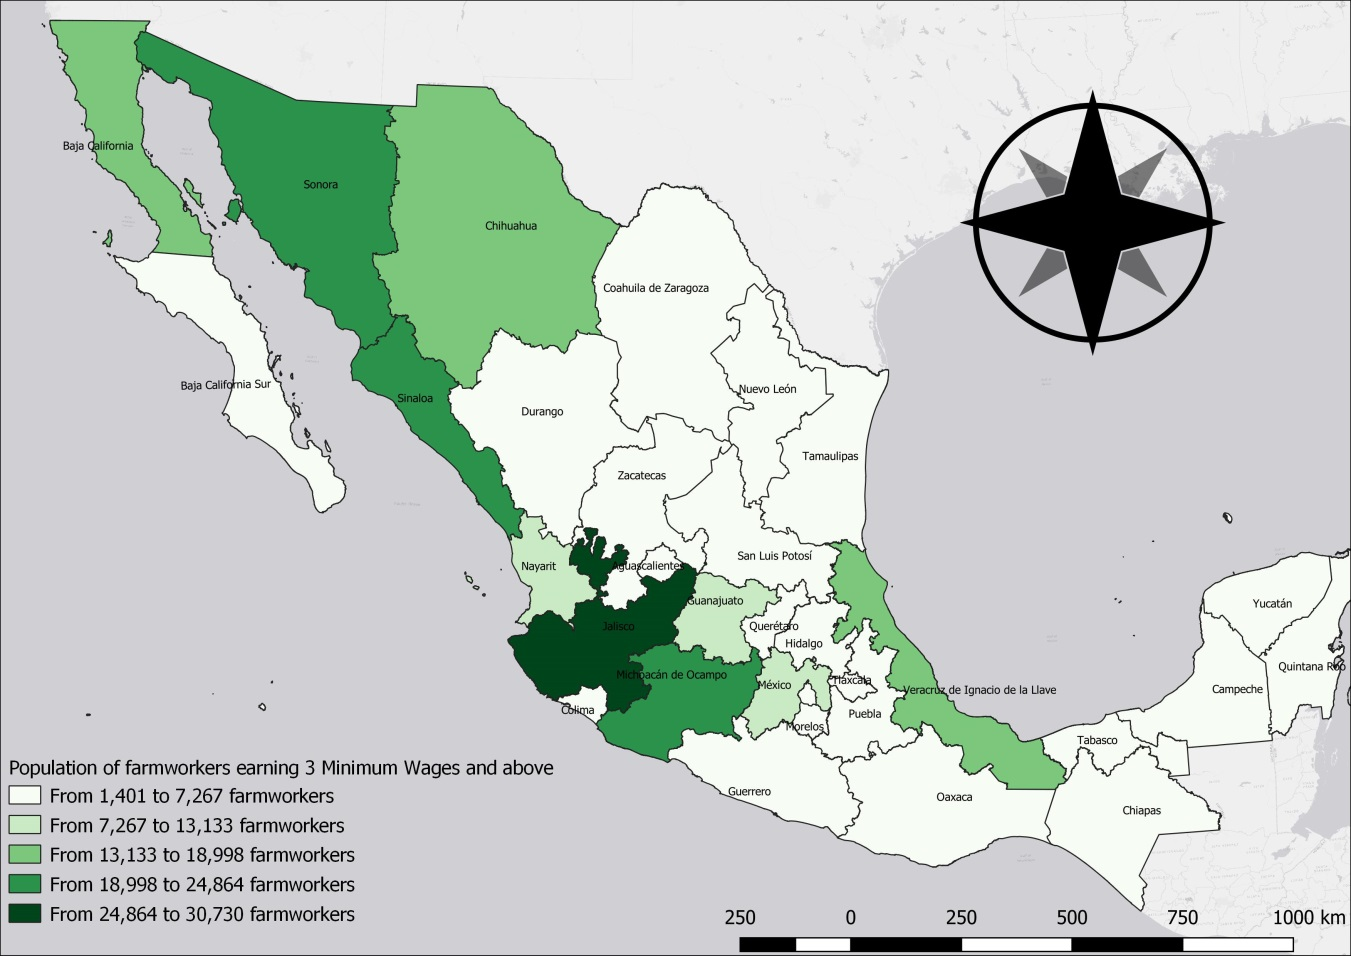 Baja California
Sonora
Chihuahua
Coahuila de Zaragoza
Baja California Sur
Sinaloa
Durango
Nuevo León
Tamaulipas
Zacatecas
San Luis Potosí
Nayarit
Aguascalientes
Guanajuato
Jalisco
Querétaro
Hidalgo
Yucatán
Quintana Roo
Michoacán de Ocampo
México
Tlaxcala
Veracruz de Ignacio de la Llave
Campeche
Colima
Morelos
Puebla
Tabasco
Guerrero
Oaxaca
Chiapas
Population of farmworkers earning 3 Minimum Wages and above
From 1,401 to 7,267 farmworkers
From 7,267 to 13,133 farmworkers
From 13,133 to 18,998 farmworkers
From 18,998 to 24,864 farmworkers
From 24,864 to 30,730 farmworkers
250 0 250 500 750 1000 km